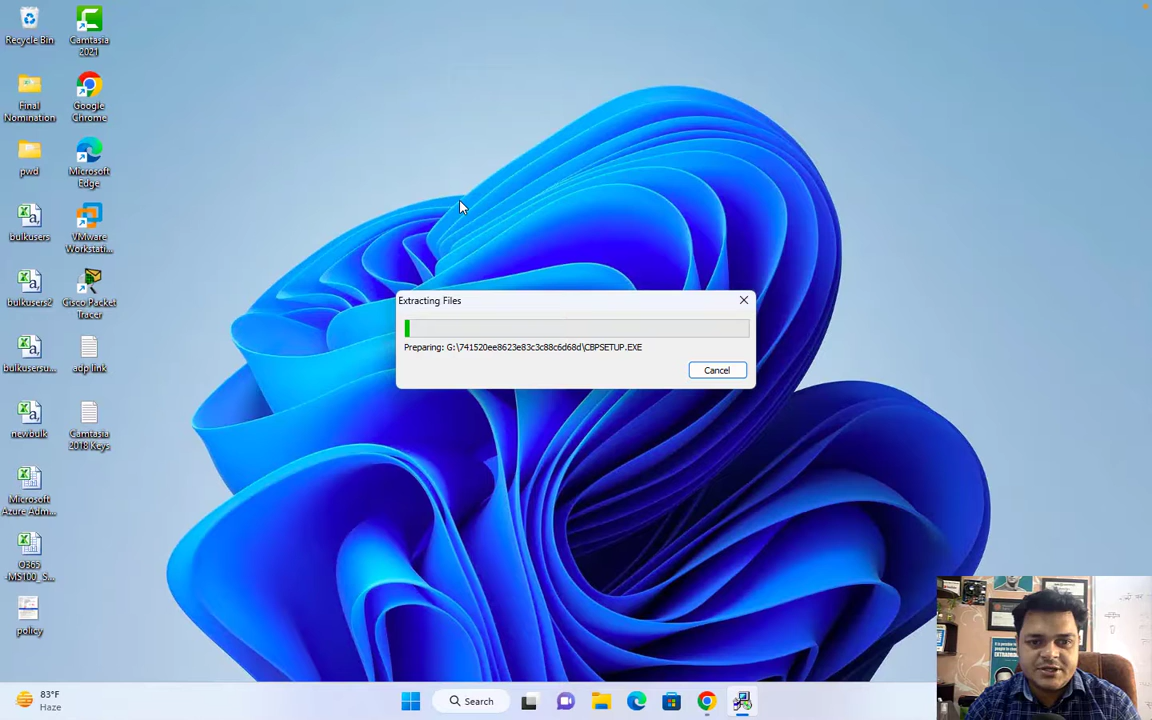 Recycle Bin
Camtasia
2021
Final
Nomination
Google
Chrome
pwd
Microsoft
Edge
bulkusers
VMware
Workstati...
bulkusers2
Cisco Packet
Tracer
bulkusersu...
adp link
newbulk
Camtasia
2018 Keys
Microsoft
Azure Adm...
O365
-MS100_S...
policy
Extracting Files
Preparing: G:\741520ee8623e83c3c88c6d68d\CBPSETUP.EXE
Cancel
83°F
Haze
Search